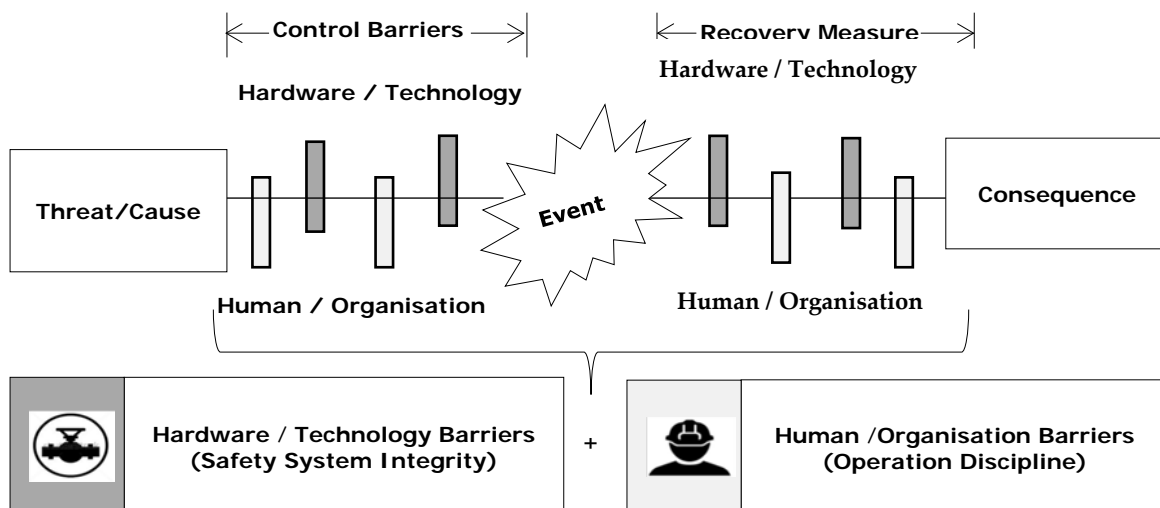 Control Barriers
Recovery Measure
Hardware / Technology
Hardware / Technology
Threat/Cause
Event
Consequence
Human / Organisation
Human / Organisation
Hardware / Technology Barriers
(Safety System Integrity)
+
Human /Organisation Barriers
(Operation Discipline)